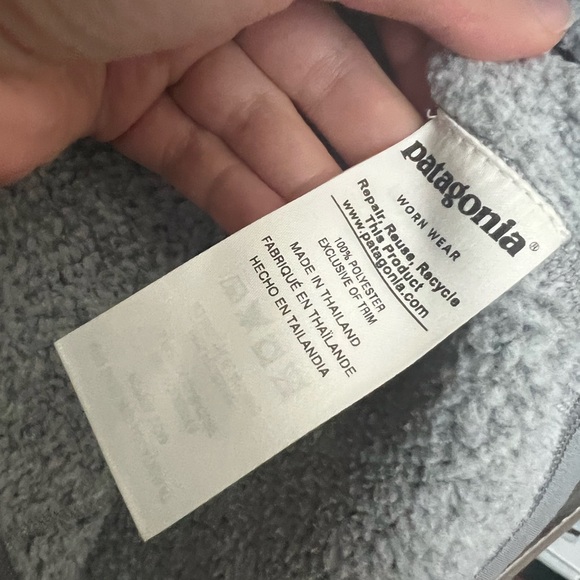 patagonia®
WORN WEAR
Repair, Reuse, Recycle
This Product
www.patagonia.com
100% POLYESTER
EXCLUSIVE OF TRIM
MADE IN THAILAND
FABRIQUÉ EN THAÏLANDE
HECHO EN TAILANDIA